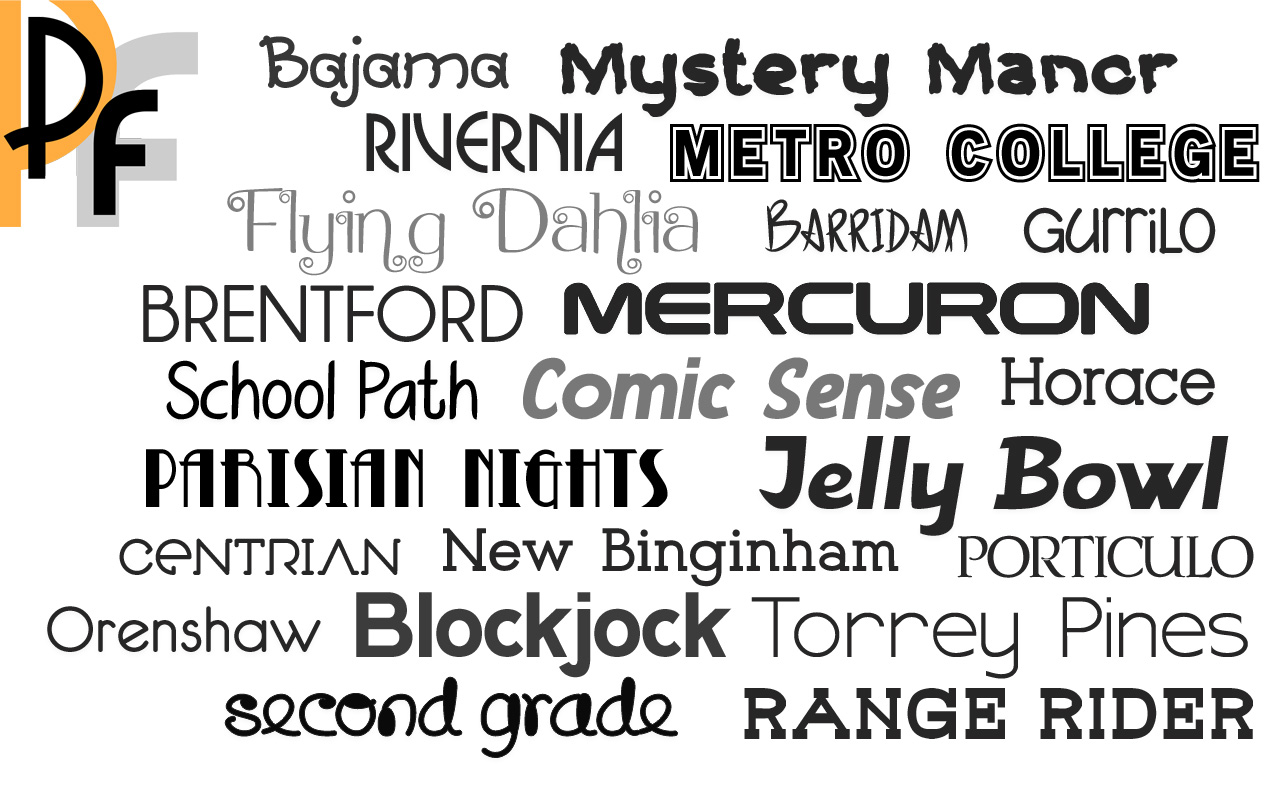 PF
Bajama Mystery Manor
RIVERNIA METRO COLLEGE
Flying Dahlia BARRIDAM GURRiLO
BRENTFORD MERCURON
School Path Comic Sense Horace
PARISIAN NIGHTS Jelly Bowl
CeNTRIAN New Binginham PORTICULO
Orenshaw Blockjock Torrey Pines
second grade RANGE RIDER